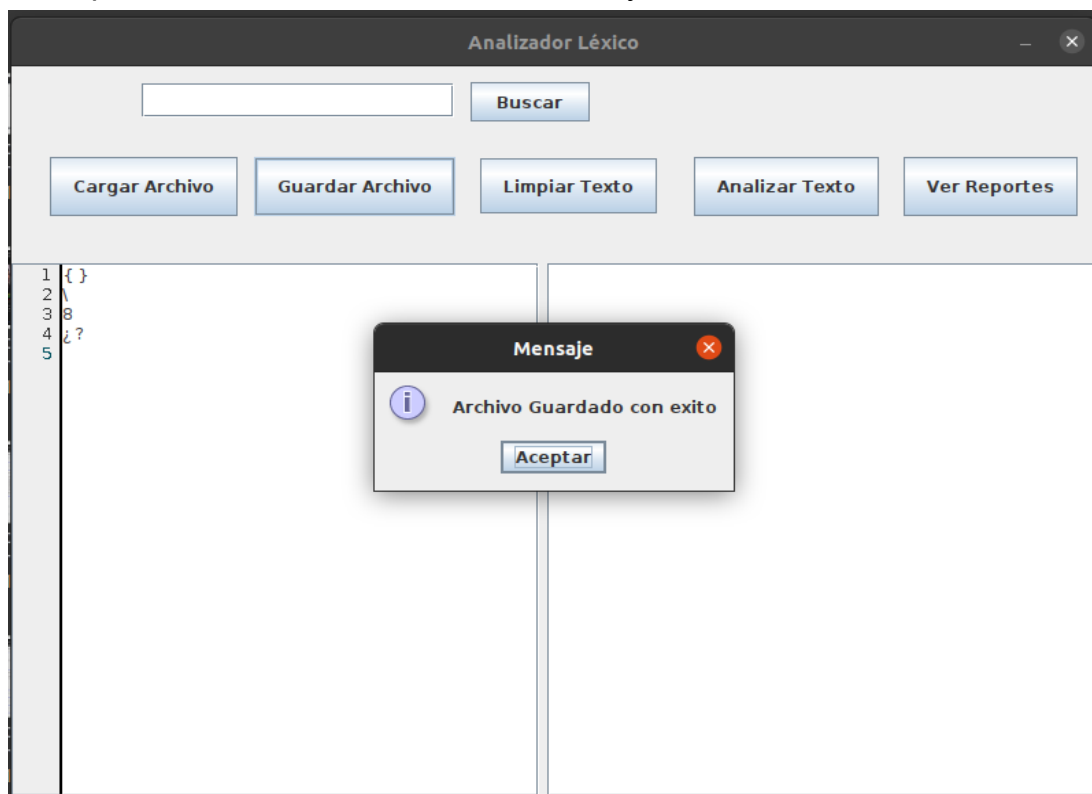 Analizador Léxico
Buscar
Cargar Archivo Guardar Archivo Limpiar Texto Analizar Texto Ver Reportes
1 {}
2 \
3 8
4 ¿?
5
Mensaje
Archivo Guardado con exito
Aceptar